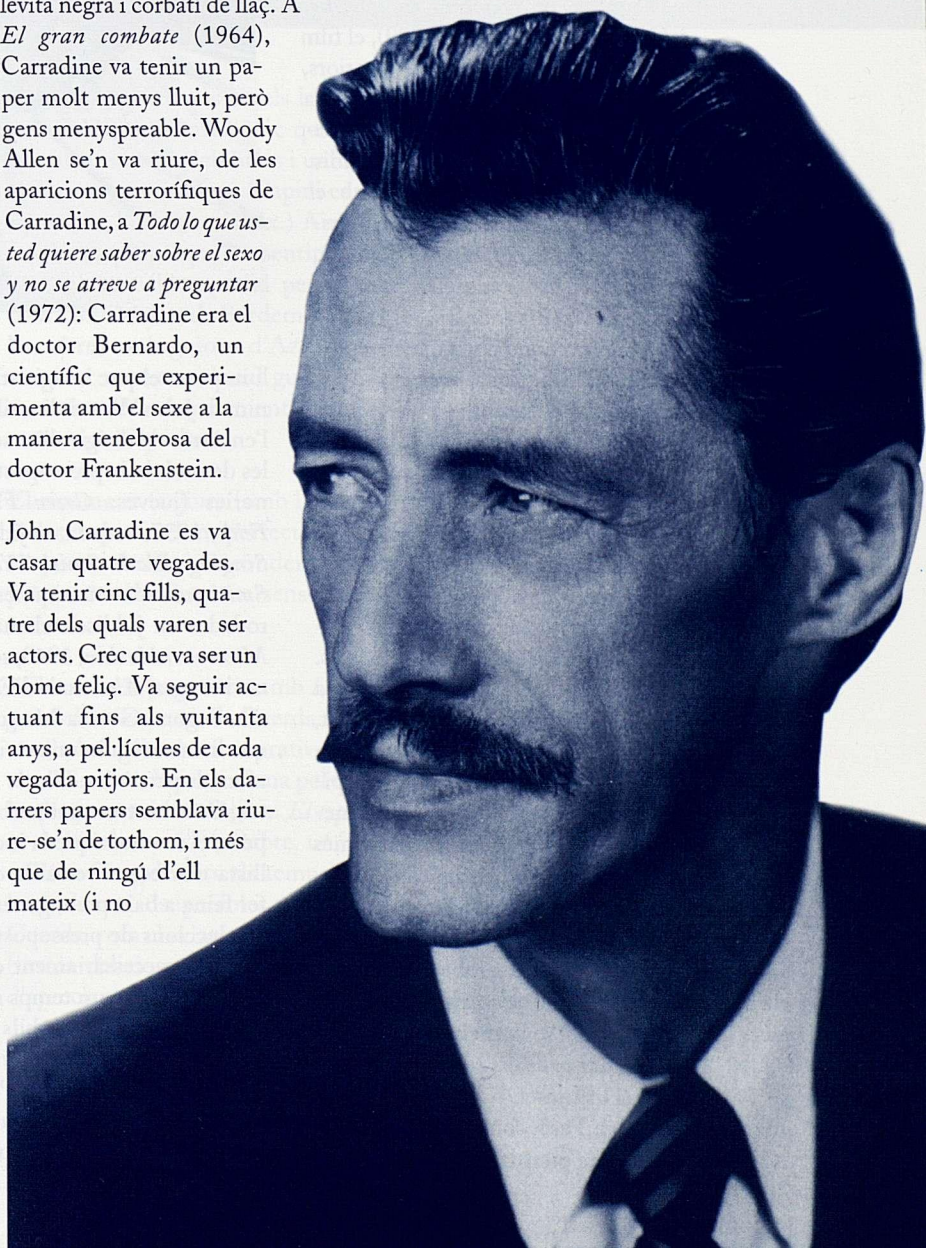 levita negra i corbatí de llaç. A
El gran combate (1964),
Carradine va tenir un pa-
per molt menys lluit, però
gens menyspreable. Woody
Allen se'n va riure, de les
aparicions terrorífiques de
Carradine, a Todo lo que us-
ted quiere saber sobre el sexo
y no se atreve a preguntar
(1972): Carradine era el
doctor Bernardo, un
científic que experi-
menta amb el sexe a la
manera tenebrosa del
doctor Frankenstein.
John Carradine es va
casar quatre vegades.
Va tenir cinc fills, qua-
tre dels quals varen ser
actors. Crec que va ser un
home feliç. Va seguir ac-
tuant fins als vuitanta
anys, a pel·lícules de cada
vegada pitjors. En els da-
rrers papers semblava riu-
re-se'n de tothom, i més
que de ningú d'ell
mateix (i no